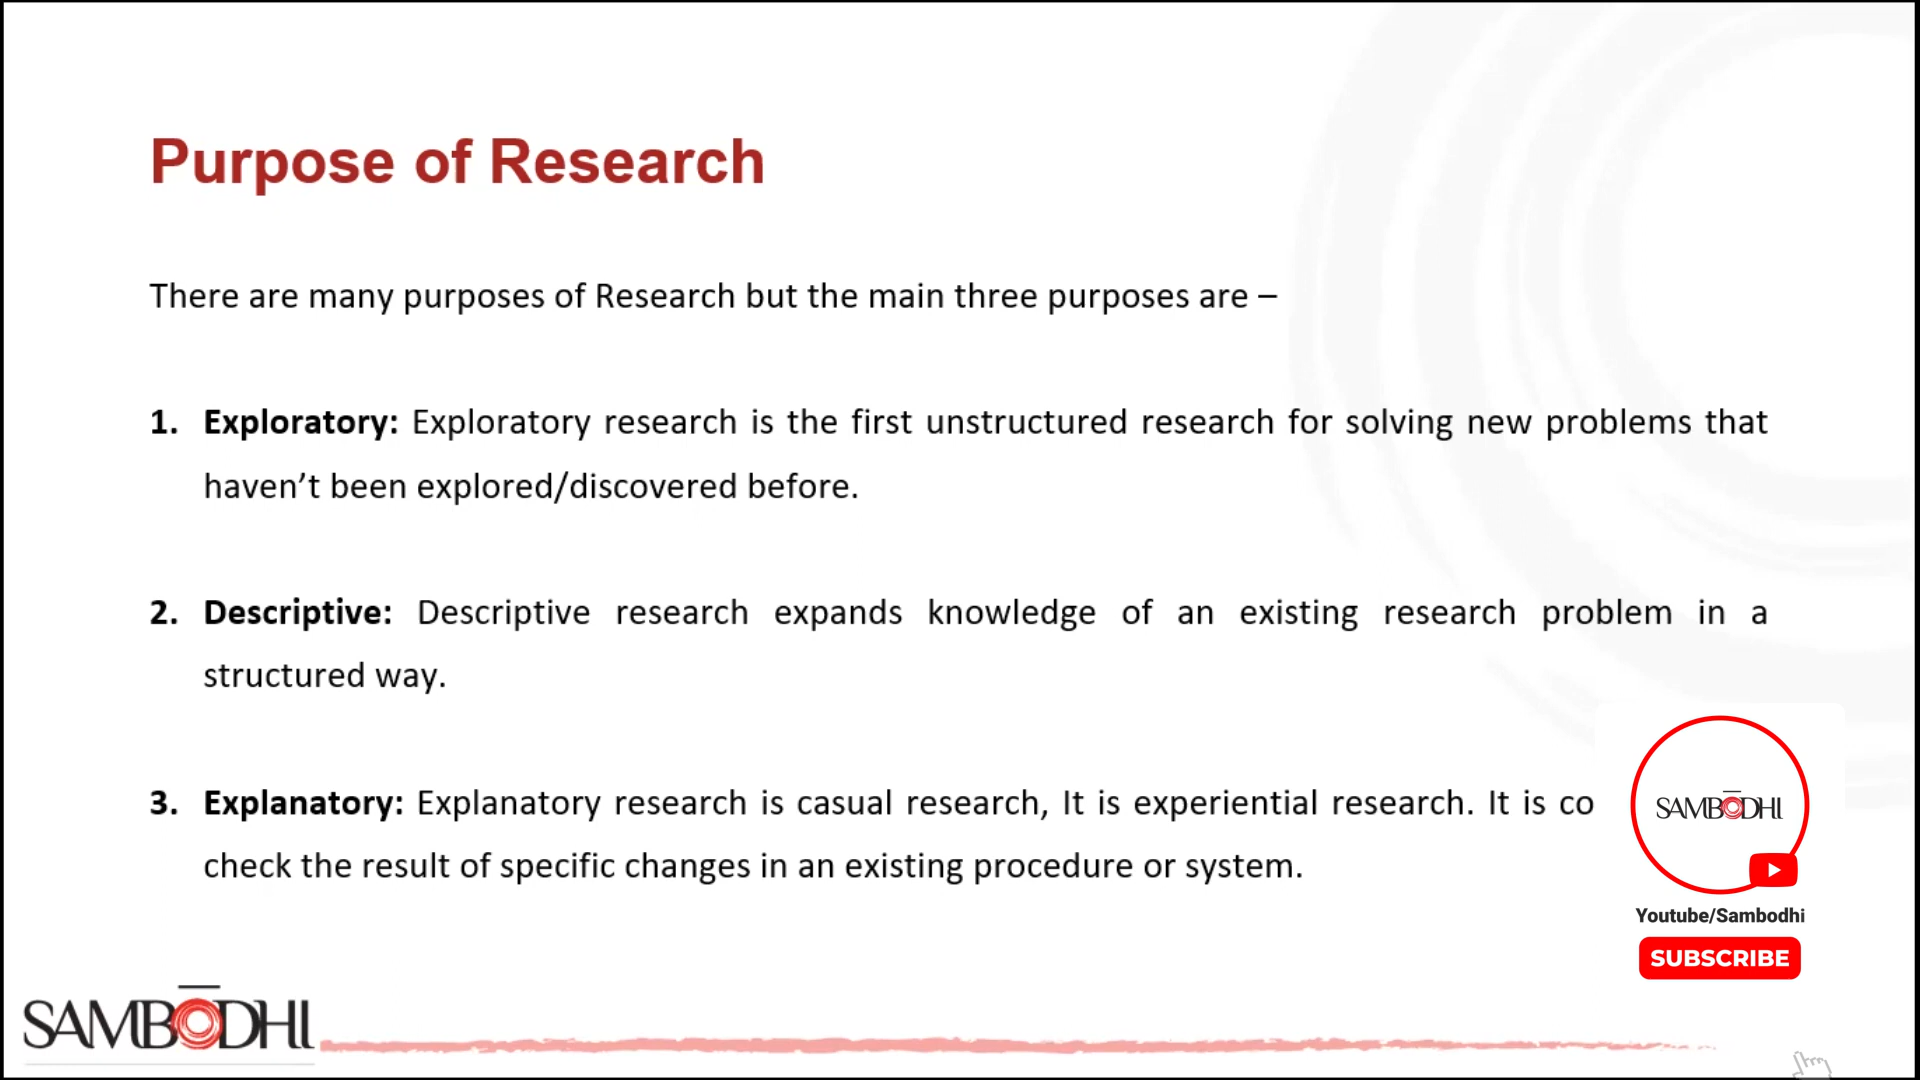 Purpose of Research
There are many purposes of Research but the main three purposes are –
1. Exploratory: Exploratory research is the first unstructured research for solving new problems that
haven’t been explored/discovered before.
2. Descriptive: Descriptive research expands knowledge of an existing research problem in a
structured way.
3. Explanatory: Explanatory research is casual research, It is experiential research. It is co
check the result of specific changes in an existing procedure or system.
SAMBŌDHI
Youtube/Sambodhi
SUBSCRIBE
SAMBŌDHI